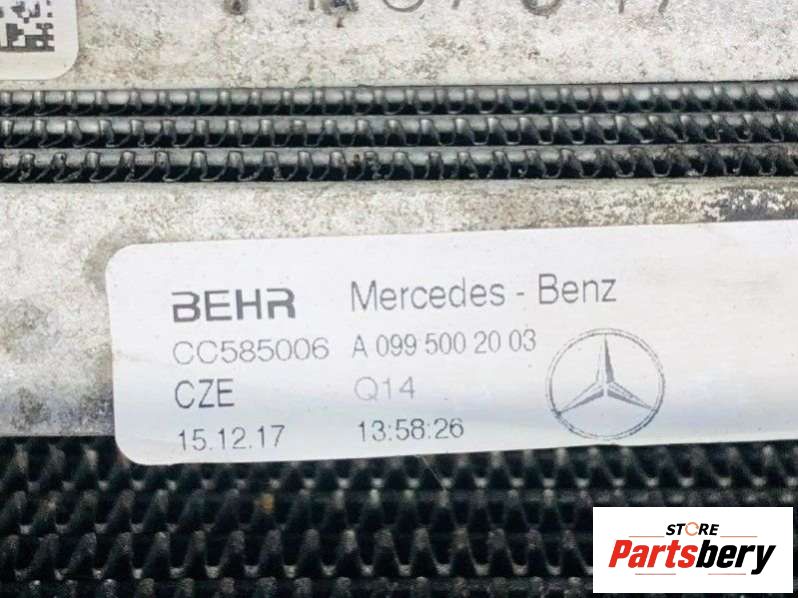 BEHR Mercedes - Benz
CC585006 A 099 500 20 03
CZE Q14
15.12.17 13:58:26
STORE
Partsbery